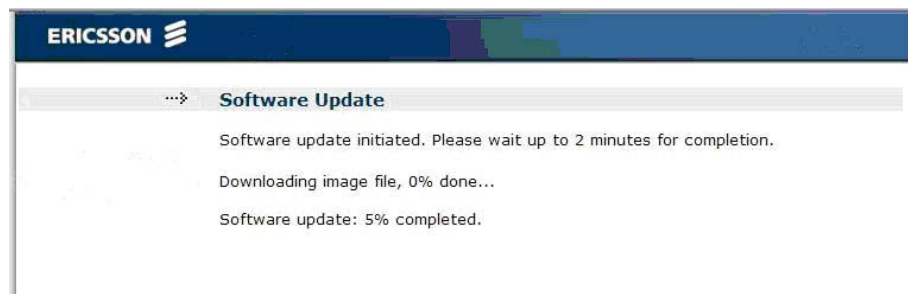 ERICSSON
Software Update
Software update initiated. Please wait up to 2 minutes for completion.
Downloading image file, 0% done...
Software update: 5% completed.